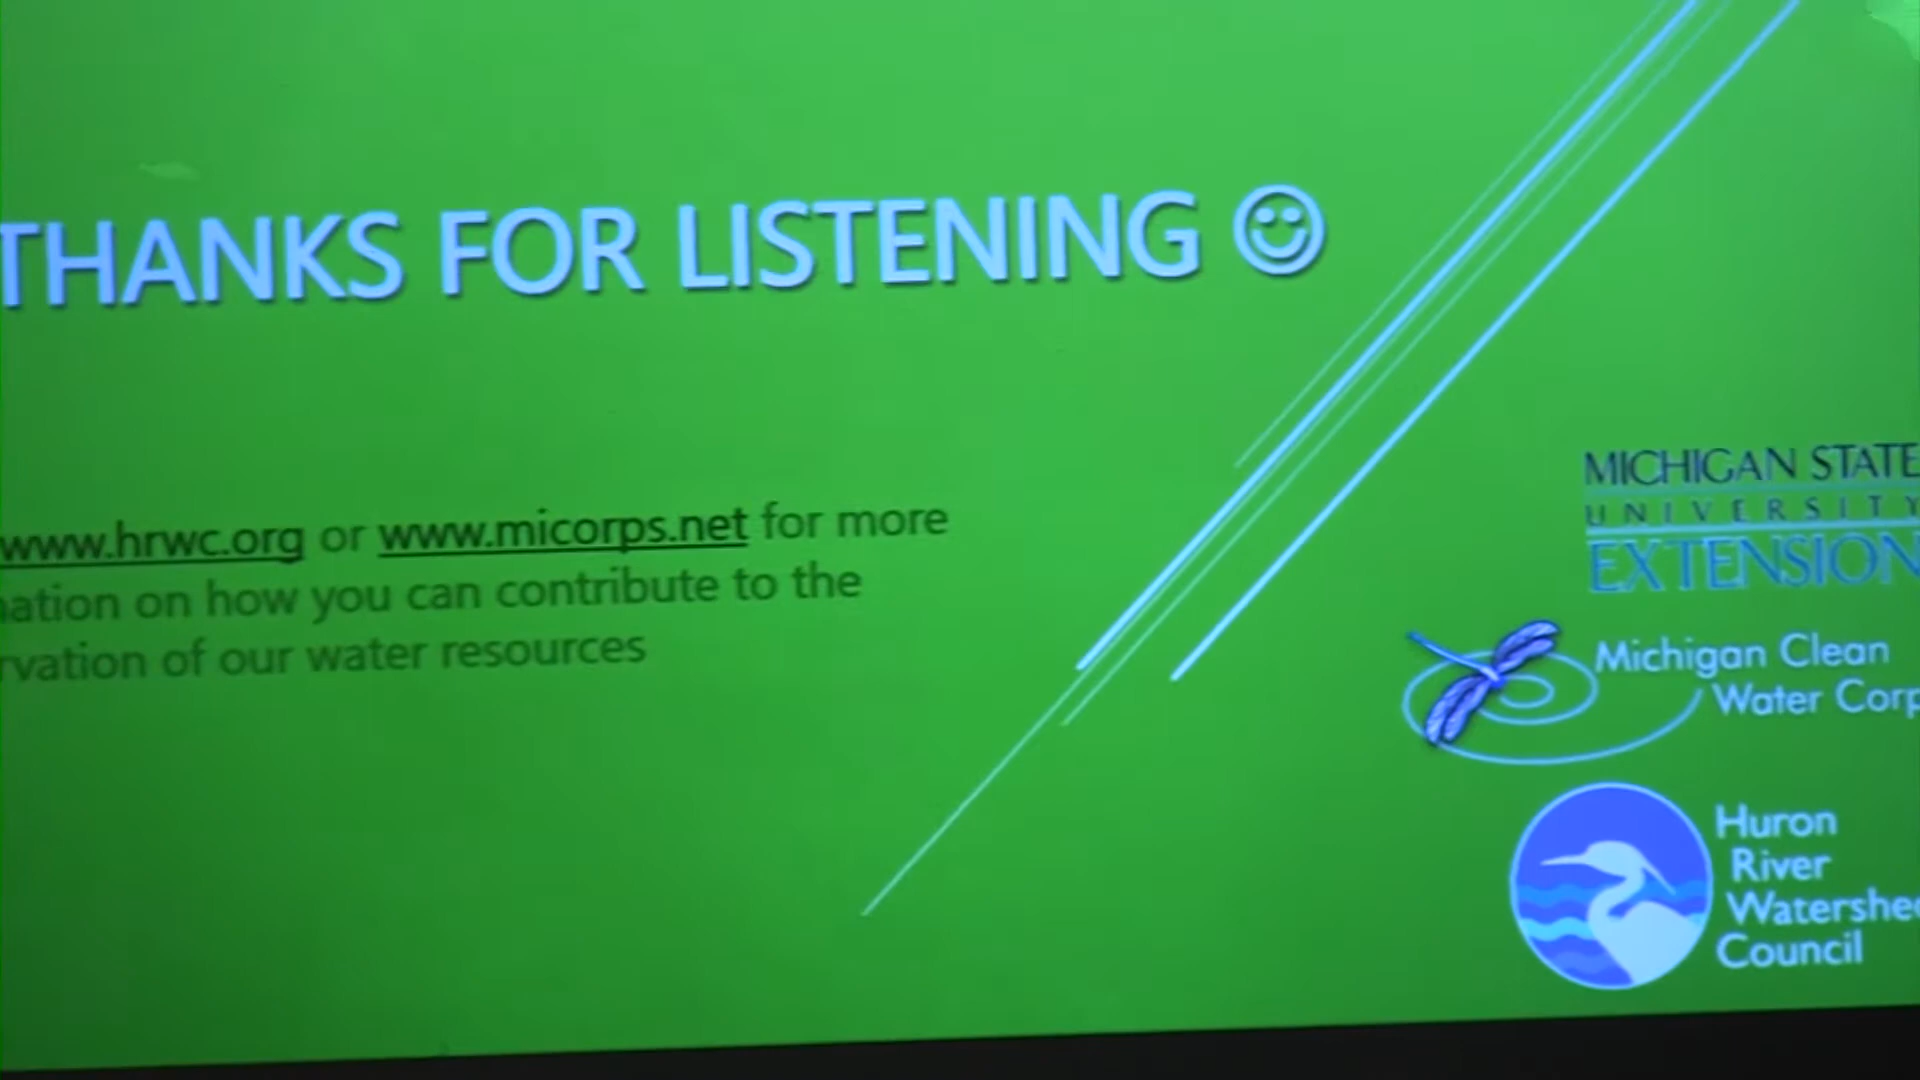 THANKS FOR LISTENING ☺
www.hrwc.org or www.micorps.net for more
ation on how you can contribute to the
rvation of our water resources
MICHIGAN STATE
UNIVERSITY
EXTENSION
Michigan Clean
Water Corp
Huron
River
Watershe
Council